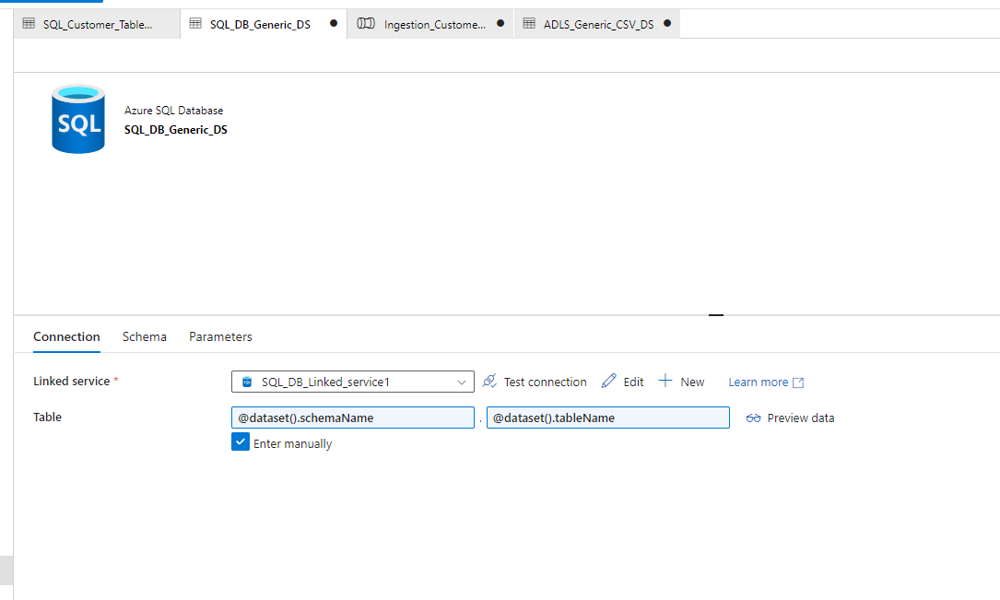 SQL_Customer_Table...
SQL_DB_Generic_DS
Ingestion_Custome...
ADLS_Generic_CSV_DS
SQL
Azure SQL Database
SQL_DB_Generic_DS
Connection
Schema
Parameters
Linked service *
SQL_DB_Linked_service1
Test connection
Edit
New
Learn more
Table
@dataset().schemaName
.
@dataset().tableName
Preview data
Enter manually